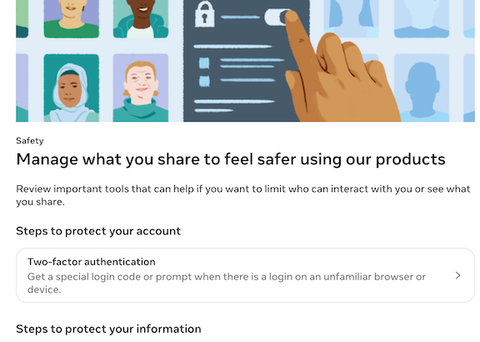 Safety
Manage what you share to feel safer using our products
Review important tools that can help if you want to limit who can interact with you or see what
you share.
Steps to protect your account
Two-factor authentication
Get a special login code or prompt when there is a login on an unfamiliar browser or
device.
Steps to protect your information